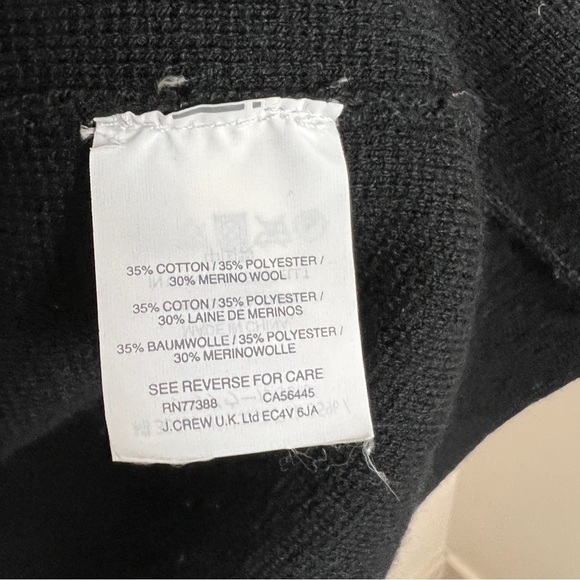 35% COTTON / 35% POLYESTER /
30% MERINO WOOL
35% COTON / 35% POLYESTER /
30% LAINE DE MERINOS
35% BAUMWOLLE / 35% POLYESTER /
30% MERINOWOLLE
SEE REVERSE FOR CARE
RN77388 CA56445
J.CREW U.K. Ltd EC4V 6JA